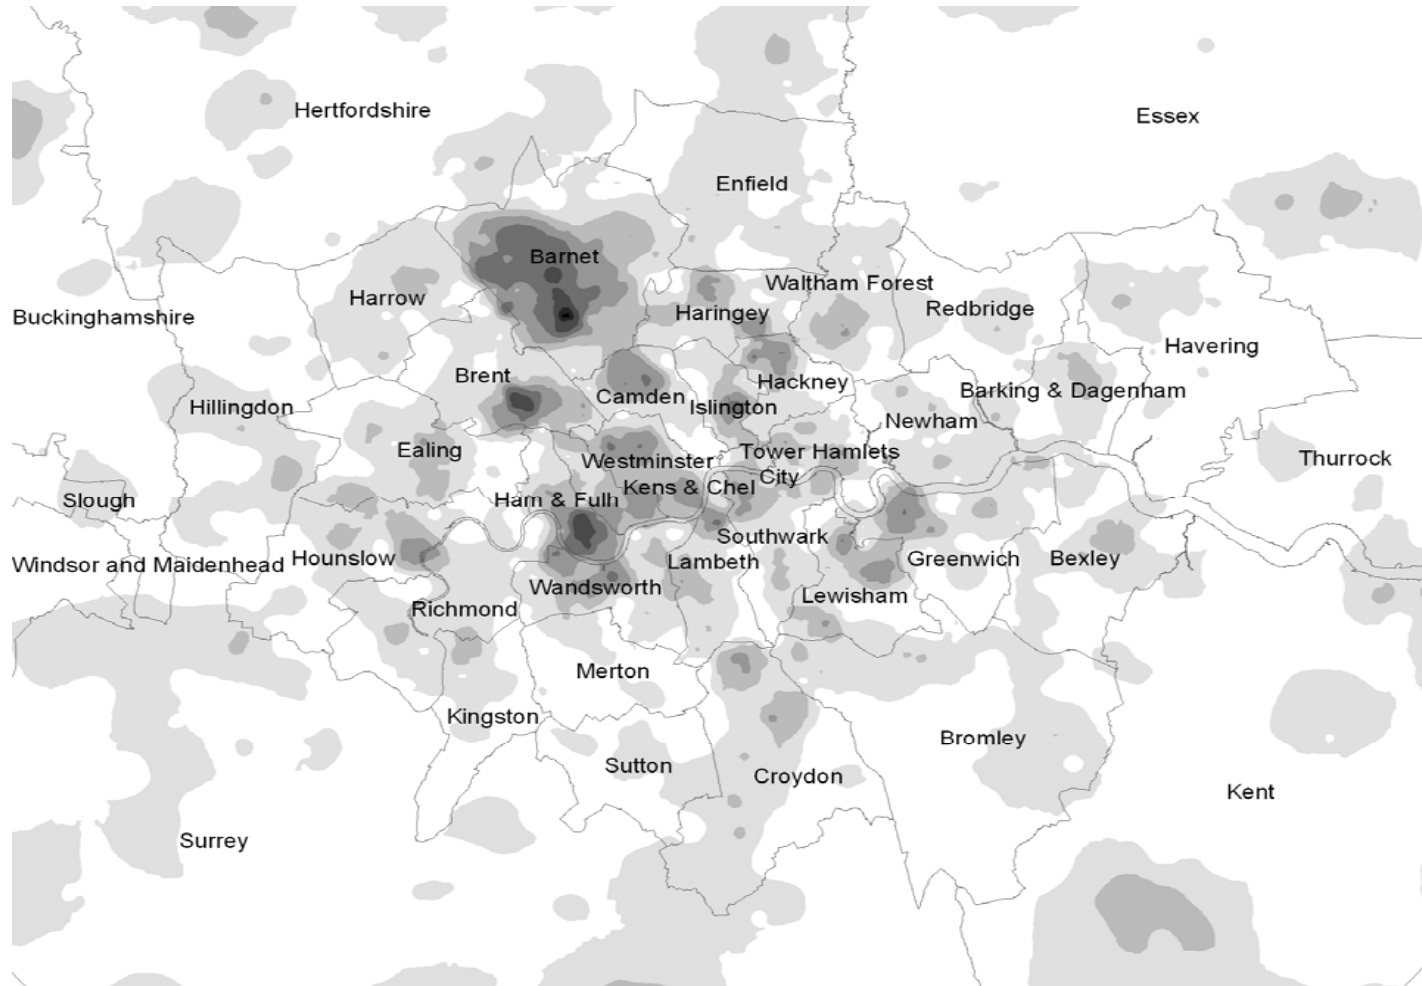 Hertfordshire
Essex
Enfield
Barnet
Waltham Forest
Harrow
Redbridge
Haringey
Buckinghamshire
Havering
Brent
Hackney
Barking & Dagenham
Camden
Islington
Hillingdon
Newham
Ealing
Tower Hamlets
Westminster
Thurrock
City
Kens & Chel
Slough
Ham & Fulh
Southwark
Hounslow
Greenwich
Bexley
Lambeth
Windsor and Maidenhead
Wandsworth
Lewisham
Richmond
Merton
Kingston
Bromley
Sutton
Croydon
Kent
Surrey